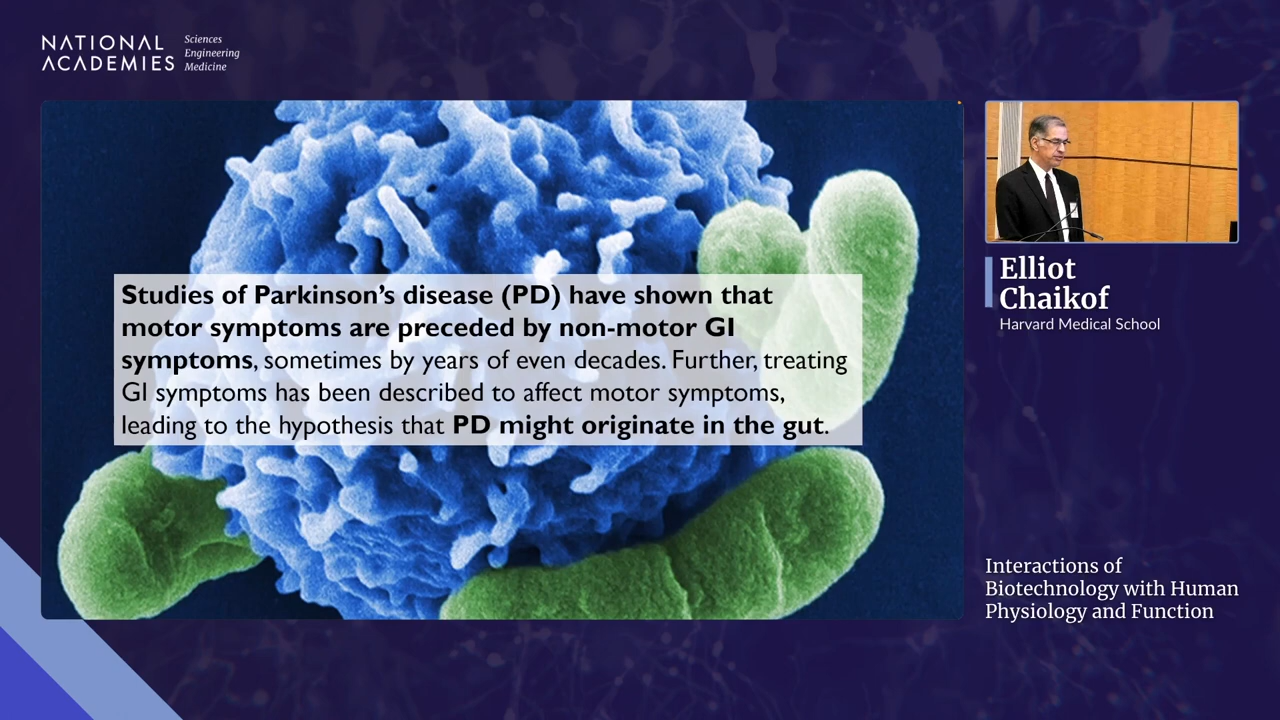 NATIONAL
ACADEMIES
Sciences
Engineering
Medicine
Studies of Parkinson’s disease (PD) have shown that
motor symptoms are preceded by non-motor GI
symptoms, sometimes by years of even decades. Further, treating
GI symptoms has been described to affect motor symptoms,
leading to the hypothesis that PD might originate in the gut.
Elliot
Chaikof
Harvard Medical School
Interactions of
Biotechnology with Human
Physiology and Function